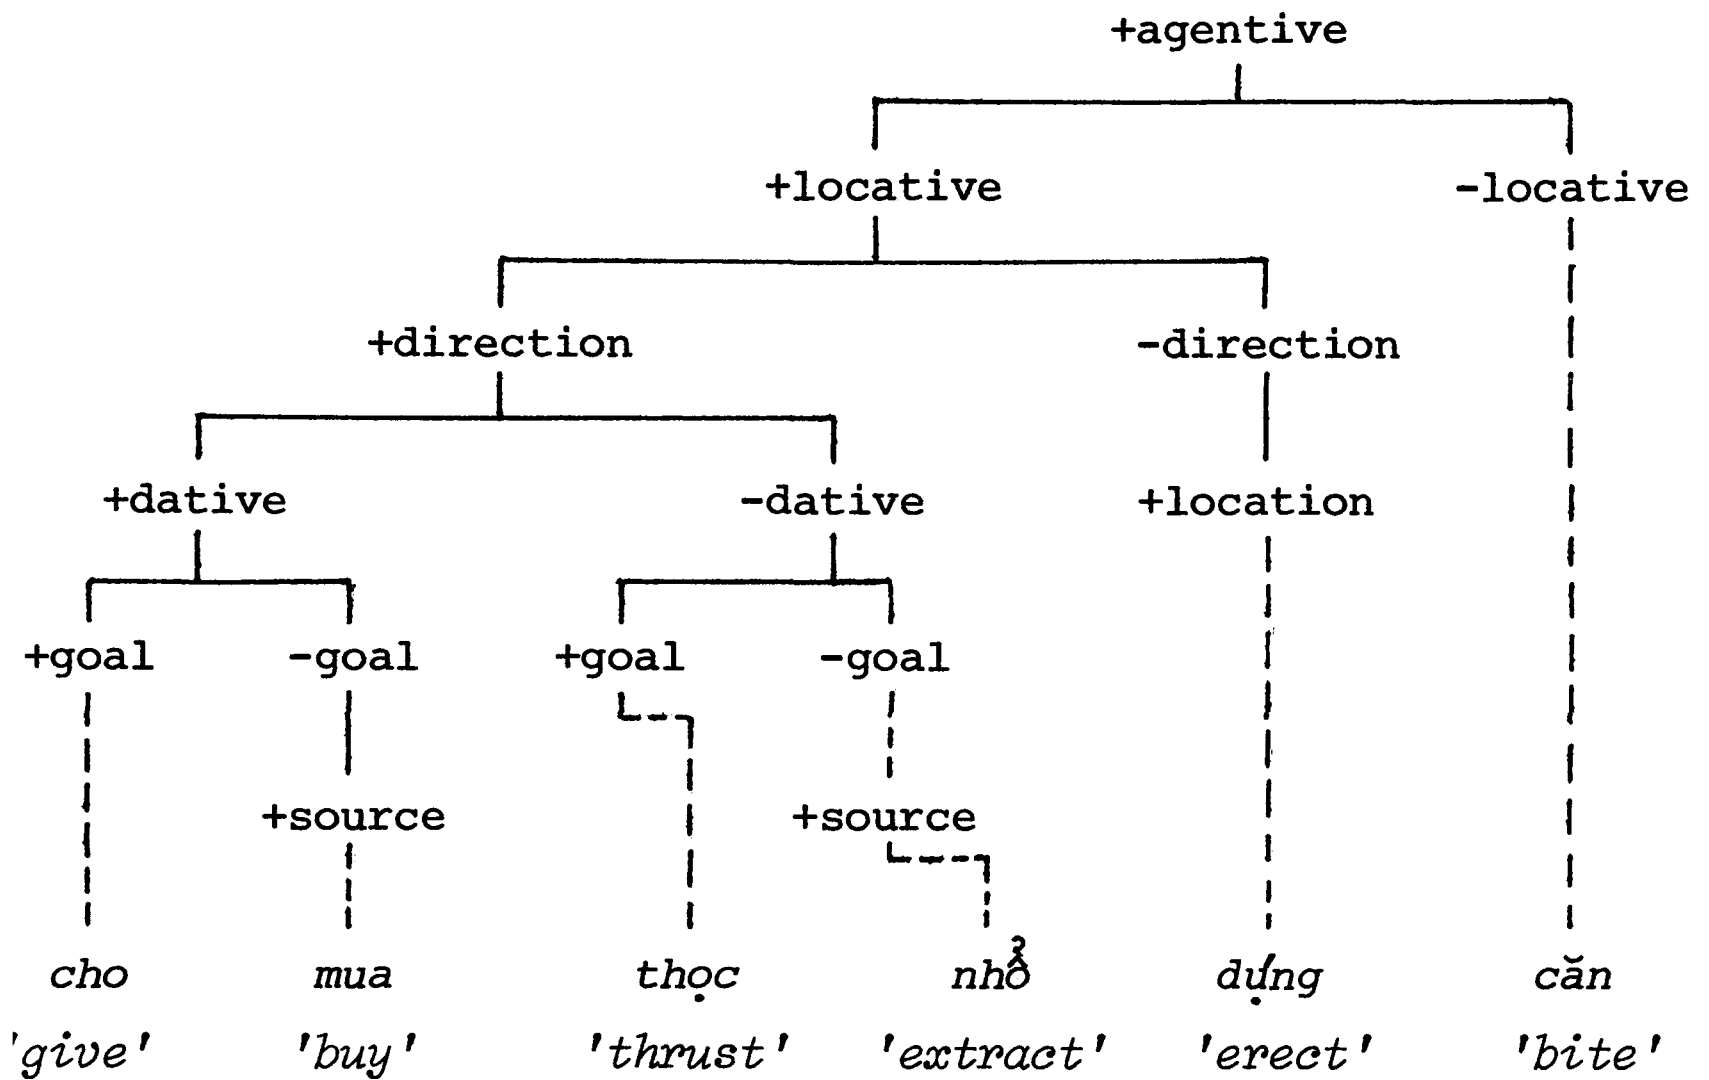 +agentive
+locative -locative
+direction -direction
+dative -dative +location
+goal -goal +goal -goal
+source +source
cho mua thọc nhổ dựng căn
'give' 'buy' 'thrust' 'extract' 'erect' 'bite'